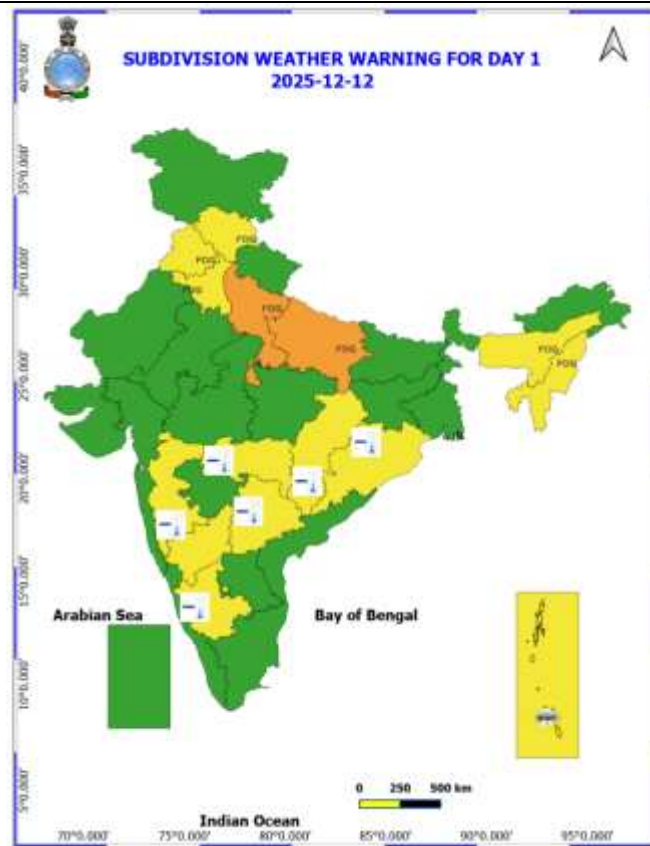 SUBDIVISION WEATHER WARNING FOR DAY 1
2025-12-12
40°0.000'
35°0.000'
30°0.000'
25°0.000'
20°0.000'
15°0.000'
10°0.000'
5°0.000'
FOG
FOG
FOG
FOG
FOG
FOG
FOG
Arabian Sea
Bay of Bengal
0 250 500 km
Indian Ocean
70°0.000' 75°0.000' 80°0.000' 85°0.000' 90°0.000' 95°0.000'